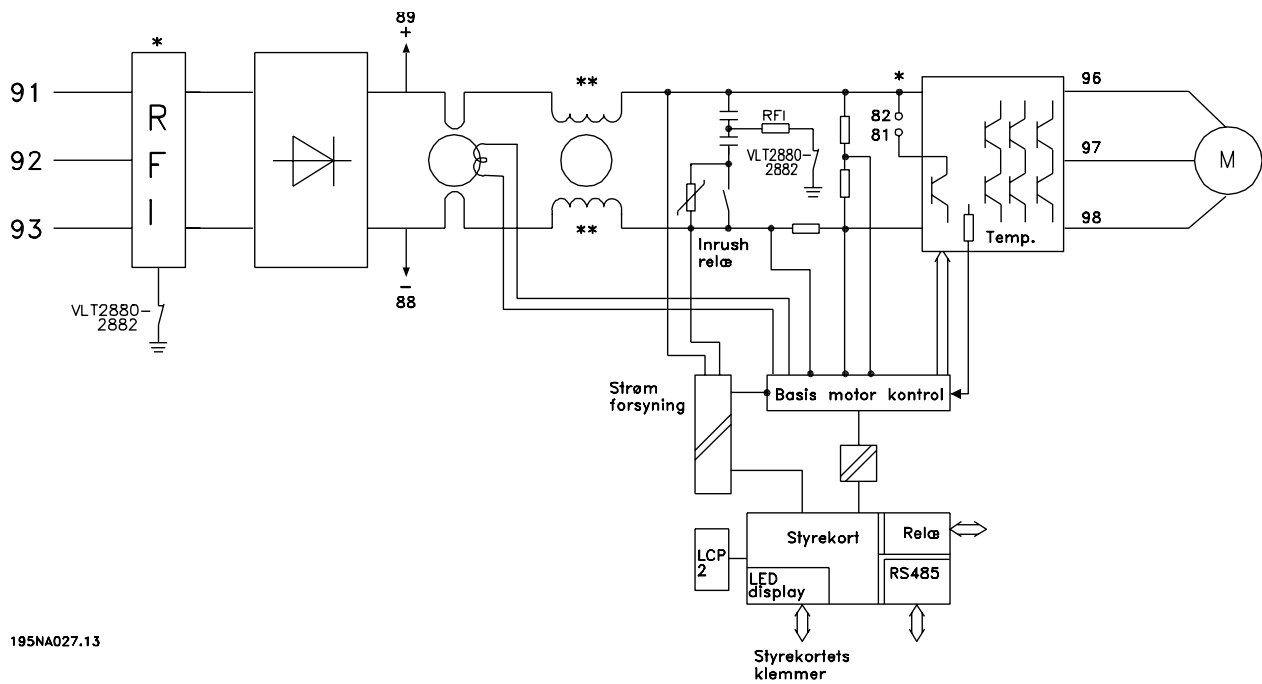 89
+
*
**
*
91
92
93
R
F
I
RFI
82
81
VLT2880-
2882
96
97
98
M
**
Inrush
relæ
Temp.
−
88
VLT2880-
2882
Strøm
forsyning
Basis motor kontrol
Styrekort
Relæ
LCP
2
RS485
LED
display
195NA027.13
Styrekortets
klemmer